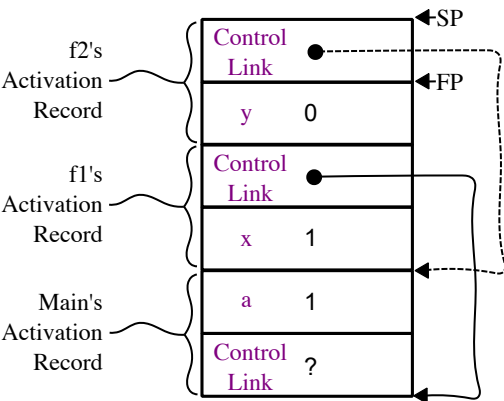 SP
f2's
Activation
Record
Control
Link
FP
y 0
f1's
Activation
Record
Control
Link
x 1
Main's
Activation
Record
a 1
Control
Link
?